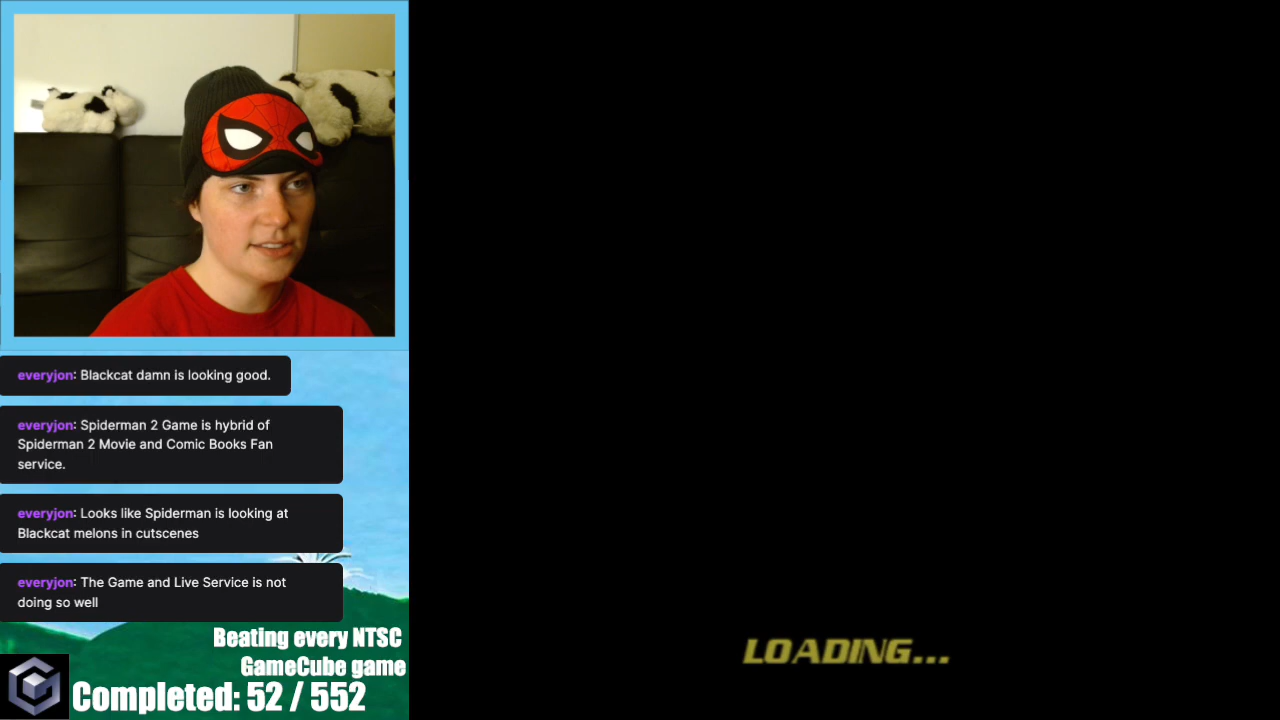 everyjon: Blackcat damn is looking good.
everyjon: Spiderman 2 Game is hybrid of
Spiderman 2 Movie and Comic Books Fan
service.
everyjon: Looks like Spiderman is looking at
Blackcat melons in cutscenes
everyjon: The Game and Live Service is not
doing so well
Beating every NTSC
GameCube game
Completed: 52 / 552
LOADING...